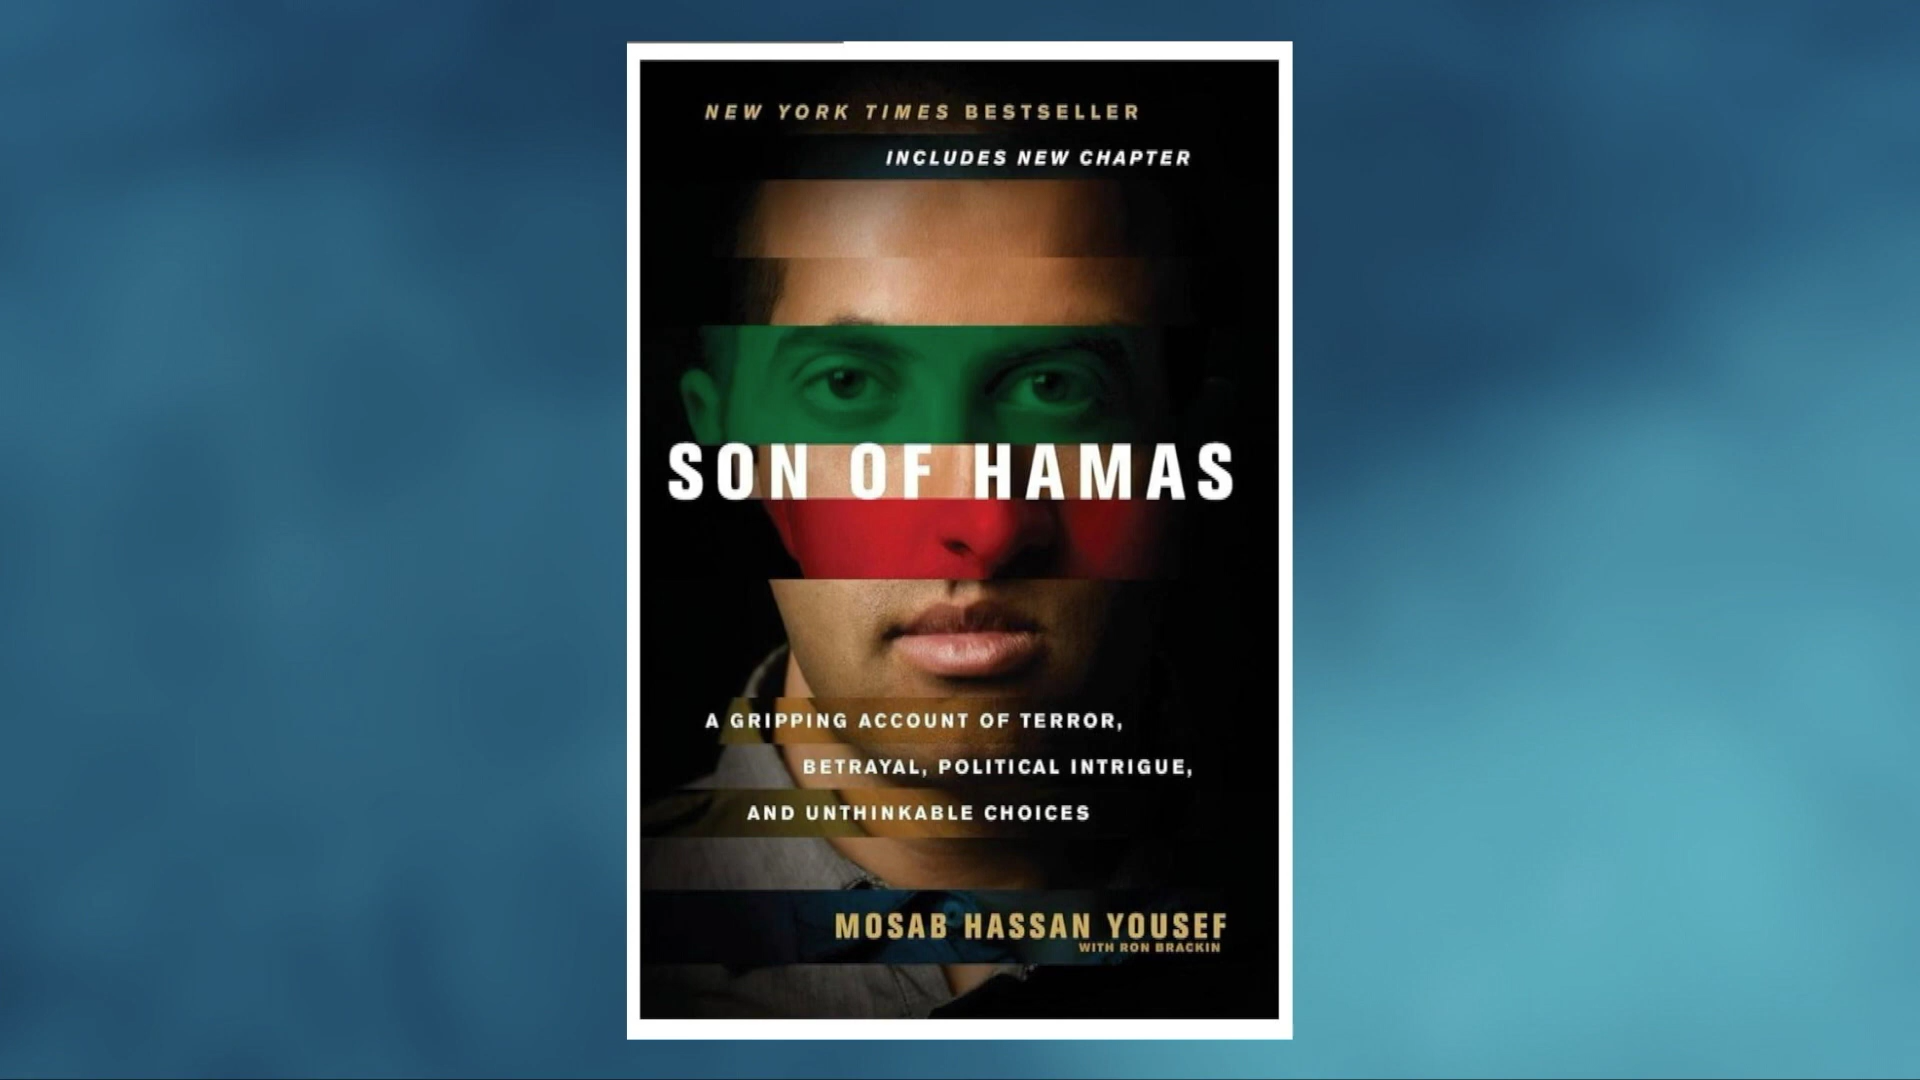 NEW YORK TIMES BESTSELLER
INCLUDES NEW CHAPTER
SON OF HAMAS
A GRIPPING ACCOUNT OF TERROR,
BETRAYAL, POLITICAL INTRIGUE,
AND UNTHINKABLE CHOICES
MOSAB HASSAN YOUSEF
WITH RON BRACKIN